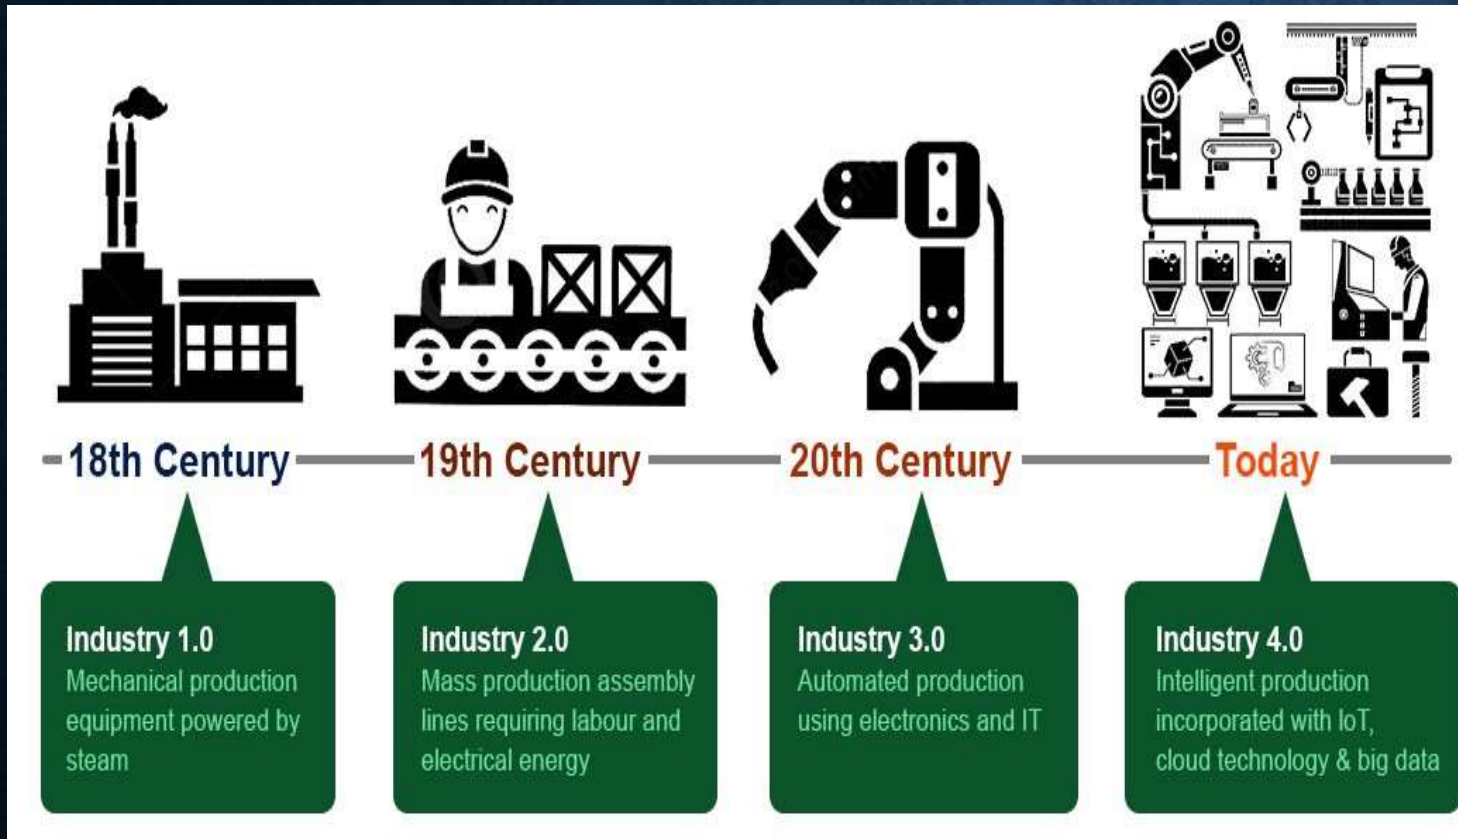 18th Century
19th Century
20th Century
Today
Industry 1.0
Mechanical production
equipment powered by
steam
Industry 2.0
Mass production assembly
lines requiring labour and
electrical energy
Industry 3.0
Automated production
using electronics and IT
Industry 4.0
Intelligent production
incorporated with IoT,
cloud technology & big data